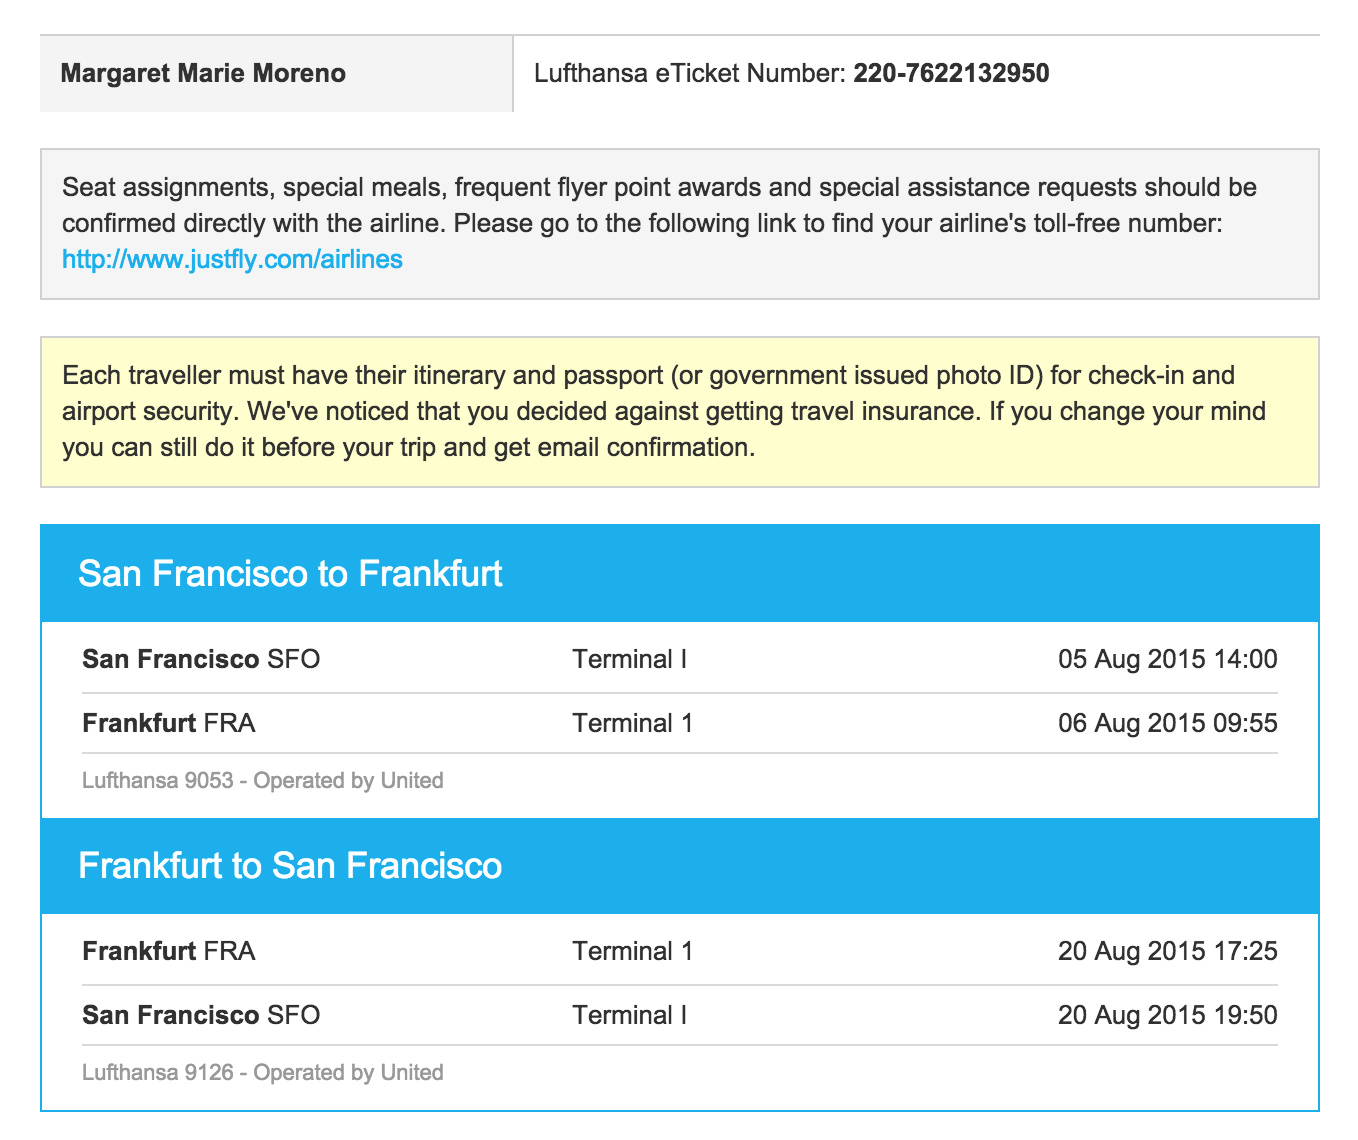 Margaret Marie Moreno
Lufthansa eTicket Number: 220-7622132950
Seat assignments, special meals, frequent flyer point awards and special assistance requests should be
confirmed directly with the airline. Please go to the following link to find your airline's toll-free number:
http://www.justfly.com/airlines
Each traveller must have their itinerary and passport (or government issued photo ID) for check-in and
airport security. We've noticed that you decided against getting travel insurance. If you change your mind
you can still do it before your trip and get email confirmation.
San Francisco to Frankfurt
San Francisco SFO Terminal I 05 Aug 2015 14:00
Frankfurt FRA Terminal 1 06 Aug 2015 09:55
Lufthansa 9053 - Operated by United
Frankfurt to San Francisco
Frankfurt FRA Terminal 1 20 Aug 2015 17:25
San Francisco SFO Terminal I 20 Aug 2015 19:50
Lufthansa 9126 - Operated by United